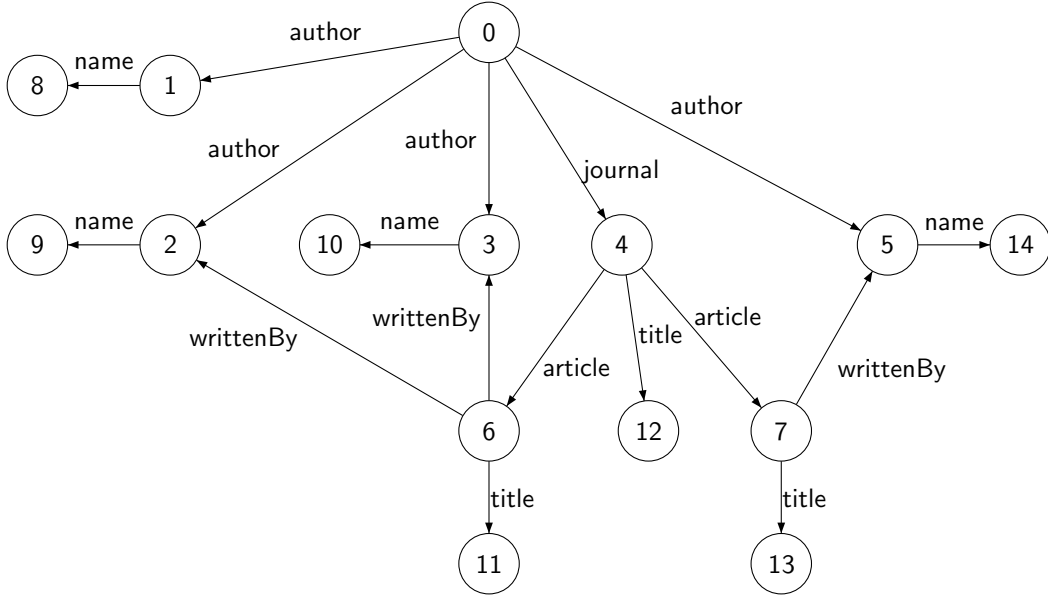 0
author
name
8
1
author
author
author
journal
name
name
name
9
2
10
3
4
5
14
writtenBy
writtenBy
article
title
article
writtenBy
6
12
7
title
title
11
13